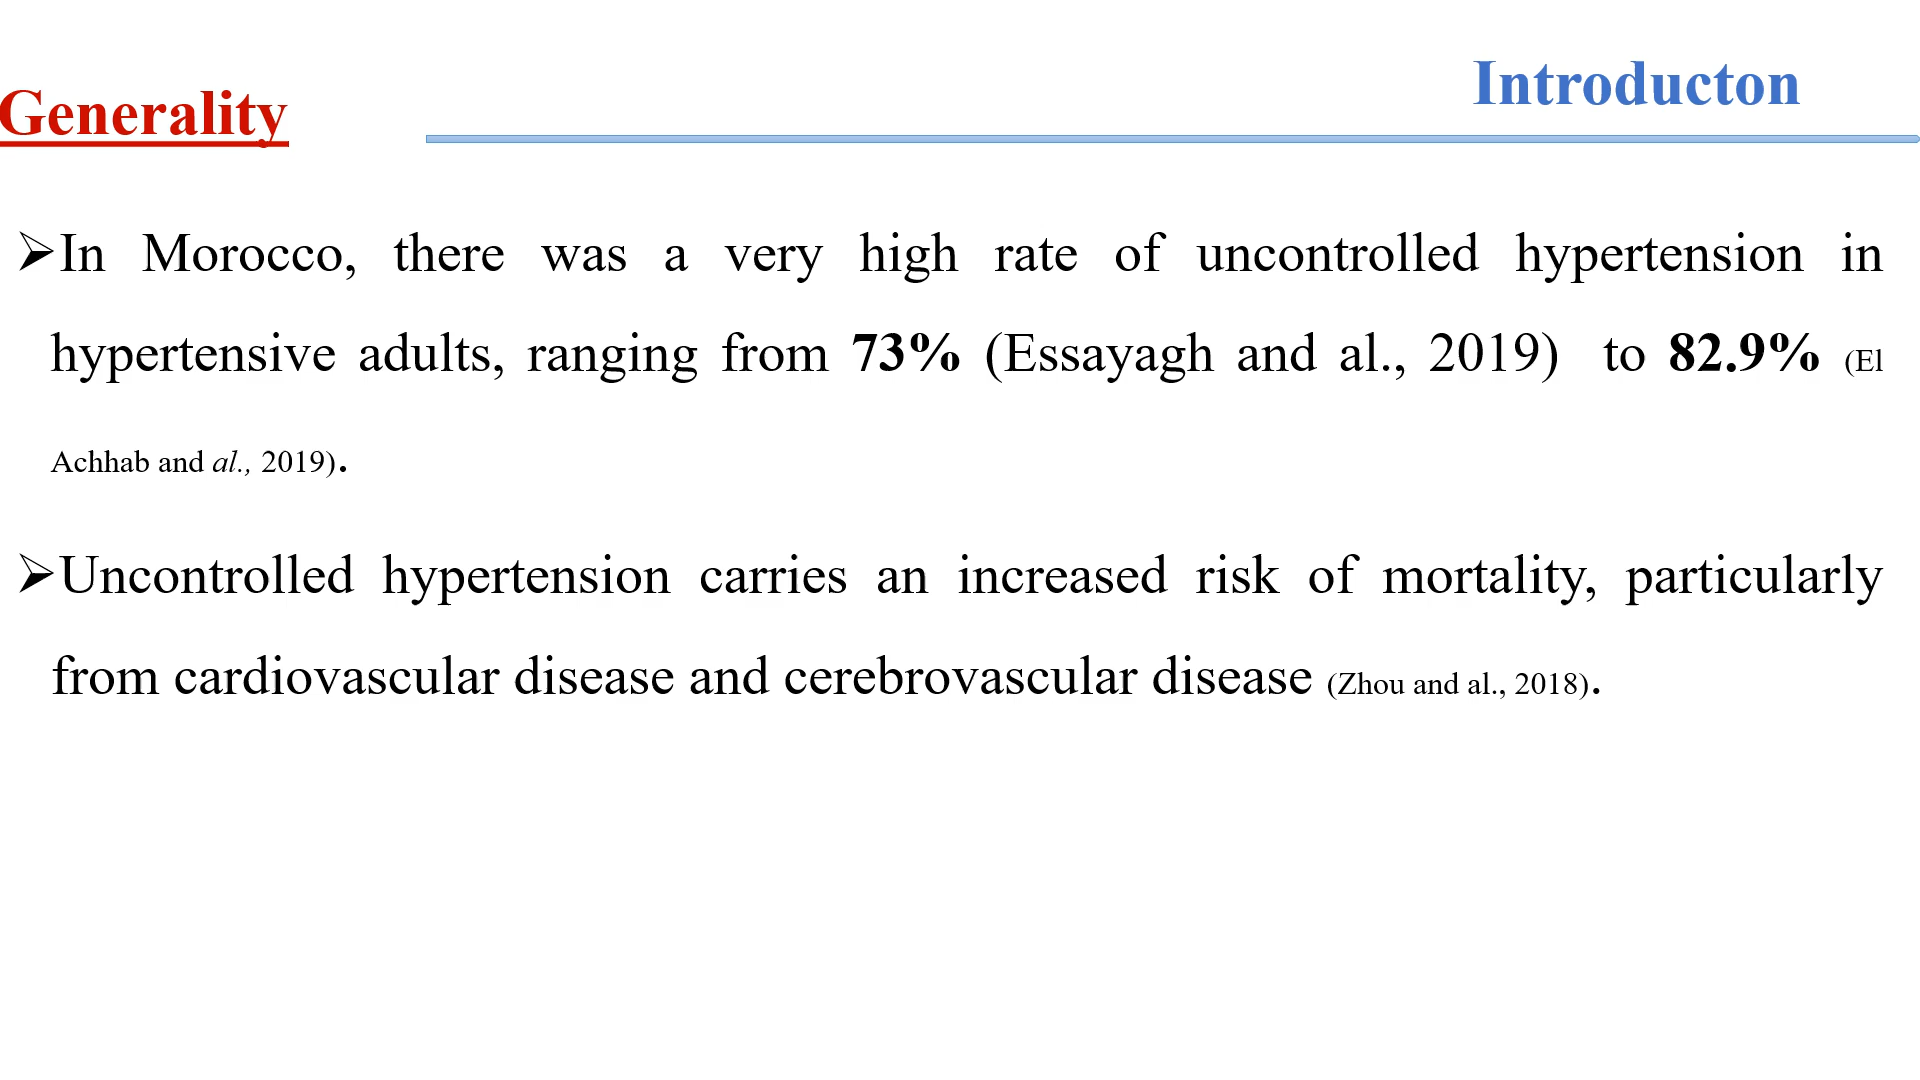 Introducton
Generality
➢In Morocco, there was a very high rate of uncontrolled hypertension in
hypertensive adults, ranging from 73% (Essayagh and al., 2019) to 82.9% (El
Achhab and al., 2019).
➢Uncontrolled hypertension carries an increased risk of mortality, particularly
from cardiovascular disease and cerebrovascular disease (Zhou and al., 2018).